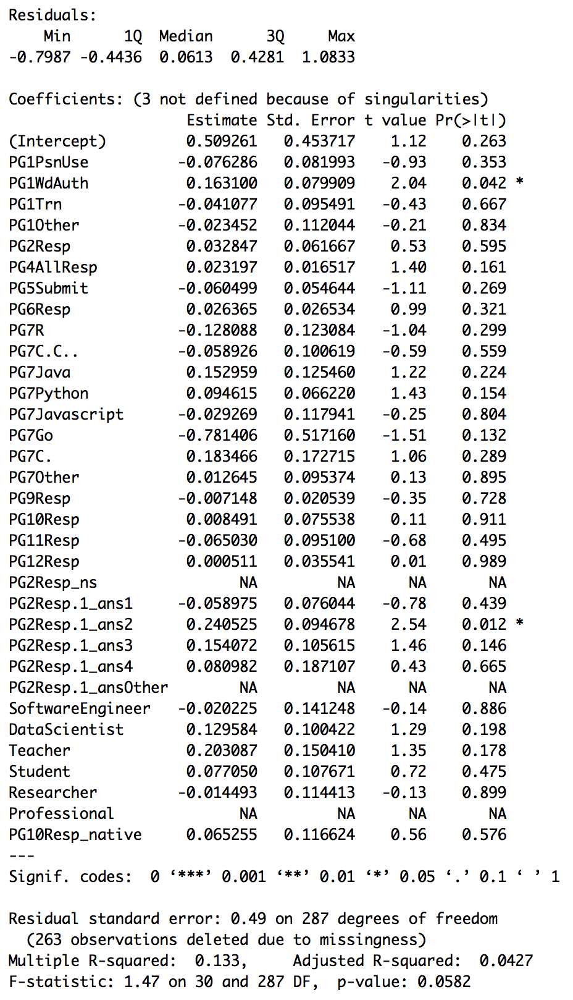 Residuals:
    Min      1Q  Median      3Q     Max
-0.7987 -0.4436  0.0613  0.4281  1.0833

Coefficients: (3 not defined because of singularities)
                  Estimate Std. Error t value Pr(>|t|)
(Intercept)       0.509261   0.453717    1.12    0.263
PG1PsnUse        -0.076286   0.081993   -0.93    0.353
PG1WdAuth         0.163100   0.079909    2.04    0.042 *
PG1Trn           -0.041077   0.095491   -0.43    0.667
PG1Other         -0.023452   0.112044   -0.21    0.834
PG2Resp           0.032847   0.061667    0.53    0.595
PG4AllResp        0.023197   0.016517    1.40    0.161
PG5Submit        -0.060499   0.054644   -1.11    0.269
PG6Resp           0.026365   0.026534    0.99    0.321
PG7R             -0.128088   0.123084   -1.04    0.299
PG7C.C..         -0.058926   0.100619   -0.59    0.559
PG7Java           0.152959   0.125460    1.22    0.224
PG7Python         0.094615   0.066220    1.43    0.154
PG7Javascript    -0.029269   0.117941   -0.25    0.804
PG7Go            -0.781406   0.517160   -1.51    0.132
PG7C.             0.183466   0.172715    1.06    0.289
PG7Other          0.012645   0.095374    0.13    0.895
PG9Resp          -0.007148   0.020539   -0.35    0.728
PG10Resp          0.008491   0.075538    0.11    0.911
PG11Resp         -0.065030   0.095100   -0.68    0.495
PG12Resp          0.000511   0.035541    0.01    0.989
PG2Resp_ns              NA         NA      NA       NA
PG2Resp.1_ans1   -0.058975   0.076044   -0.78    0.439
PG2Resp.1_ans2    0.240525   0.094678    2.54    0.012 *
PG2Resp.1_ans3    0.154072   0.105615    1.46    0.146
PG2Resp.1_ans4    0.080982   0.187107    0.43    0.665
PG2Resp.1_ansOther      NA         NA      NA       NA
SoftwareEngineer -0.020225   0.141248   -0.14    0.886
DataScientist     0.129584   0.100422    1.29    0.198
Teacher           0.203087   0.150410    1.35    0.178
Student           0.077050   0.107671    0.72    0.475
Researcher       -0.014493   0.114413   -0.13    0.899
Professional            NA         NA      NA       NA
PG10Resp_native   0.065255   0.116624    0.56    0.576
---
Signif. codes:  0 ‘***’ 0.001 ‘**’ 0.01 ‘*’ 0.05 ‘.’ 0.1 ‘ ’ 1

Residual standard error: 0.49 on 287 degrees of freedom
  (263 observations deleted due to missingness)
Multiple R-squared:  0.133,	Adjusted R-squared:  0.0427
F-statistic: 1.47 on 30 and 287 DF,  p-value: 0.0582